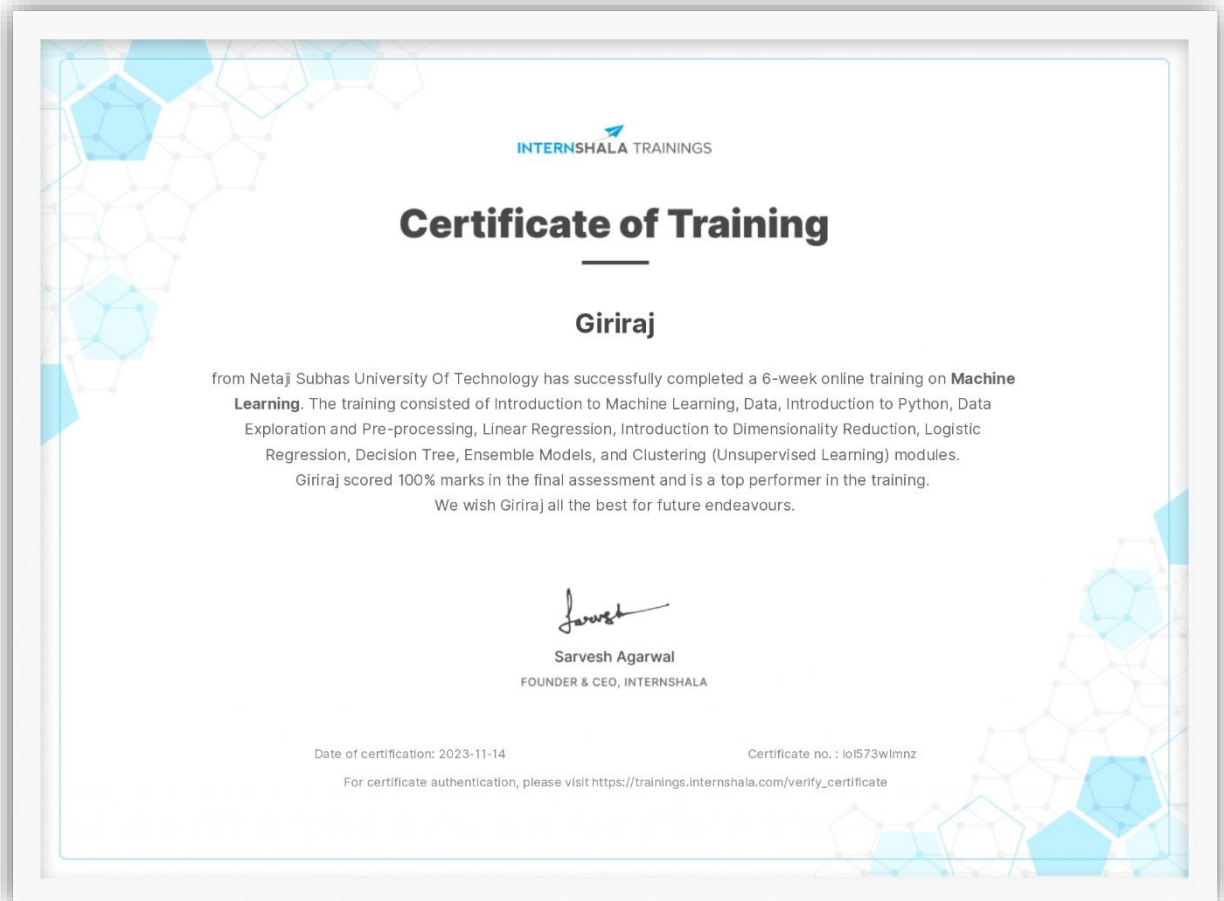 INTERNSHALA TRAININGS
Certificate of Training
Giriraj
from Netaji Subhas University Of Technology has successfully completed a 6-week online training on Machine
Learning. The training consisted of Introduction to Machine Learning, Data, Introduction to Python, Data
Exploration and Pre-processing, Linear Regression, Introduction to Dimensionality Reduction, Logistic
Regression, Decision Tree, Ensemble Models, and Clustering (Unsupervised Learning) modules.
Giriraj scored 100% marks in the final assessment and is a top performer in the training.
We wish Giriraj all the best for future endeavours.
Sarvesh
Sarvesh Agarwal
FOUNDER & CEO, INTERNSHALA
Date of certification: 2023-11-14
Certificate no. : iol573wlmnz
For certificate authentication, please visit https://trainings.internshala.com/verify_certificate